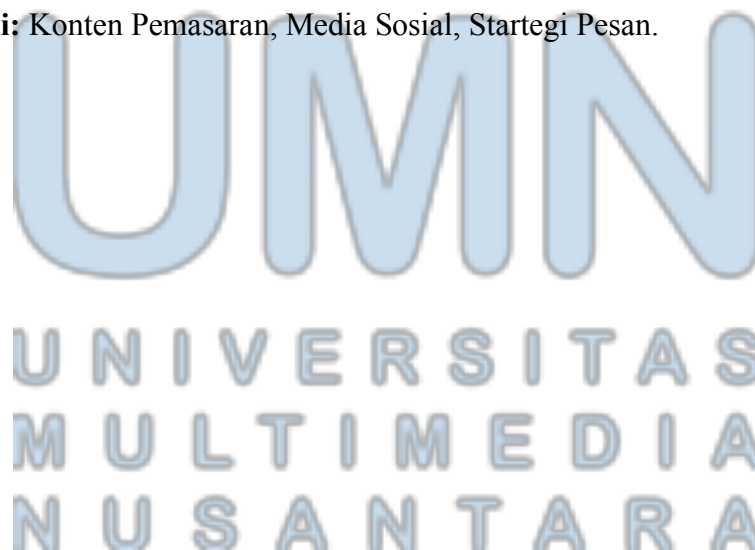 i: Konten Pemasaran, Media Sosial, Startegi Pesan.
UMN
UNIVERSITAS
MULTIMEDIA
NUSANTARA